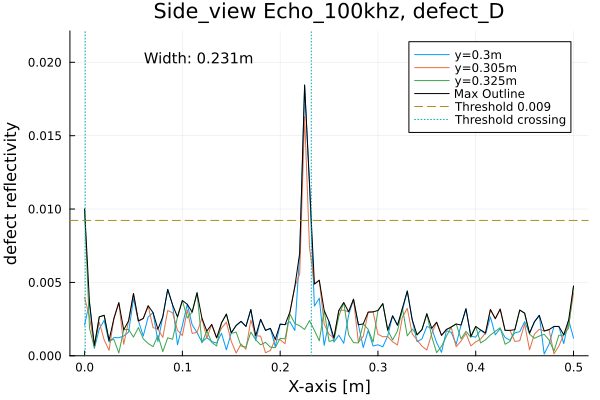 Side_view Echo_100khz, defect_D
Width: 0.231m
y=0.3m
y=0.305m
y=0.325m
Max Outline
Threshold 0.009
Threshold crossing
defect reflectivity
0.020
0.015
0.010
0.005
0.000
0.0 0.1 0.2 0.3 0.4 0.5
X-axis [m]